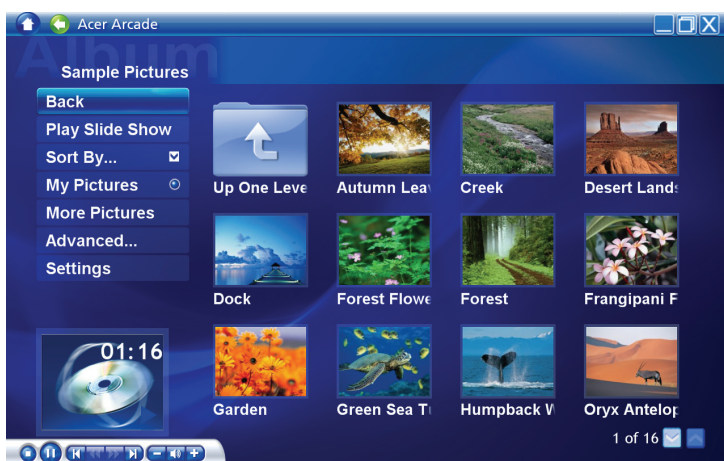 Acer Arcade
Album
Sample Pictures
Back
Play Slide Show
Sort By...
My Pictures
More Pictures
Advanced...
Settings
Up One Leve
Autumn Lea
Creek
Desert Lands
Dock
Forest Flowe
Forest
Frangipani F
Garden
Green Sea Tu
Humpback W
Oryx Antelop
01:16
1 of 16